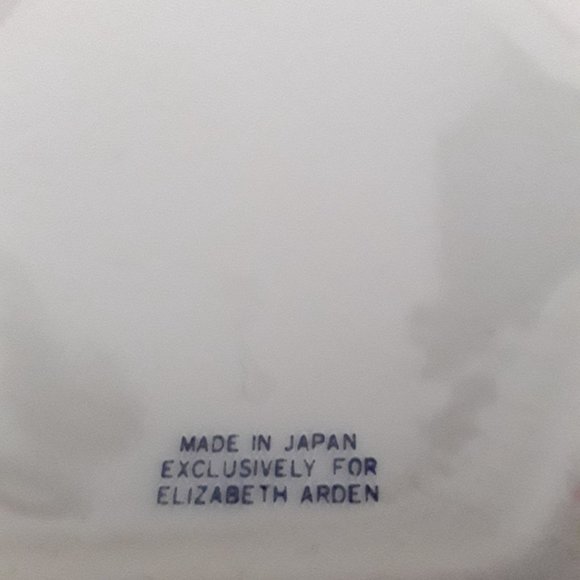 MADE IN JAPAN
EXCLUSIVELY FOR
ELIZABETH ARDEN